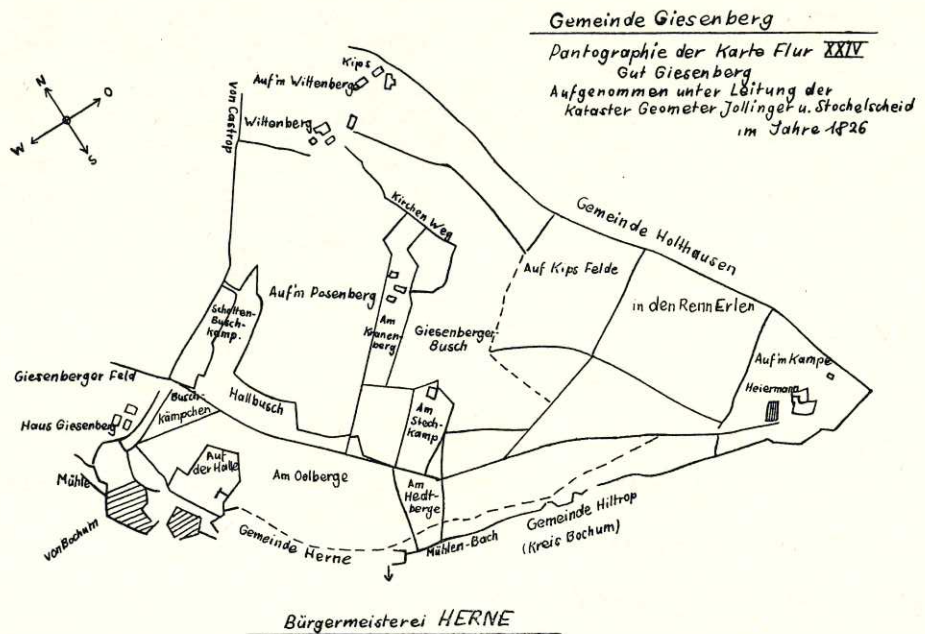 Gemeinde Giesenberg
Pantographie der Karte Flur XXIV
Gut Giesenberg
Aufgenommen unter Leitung der
Kataster Geometer Jollinger u. Stochelscheid
im Jahre 1826
N
O
W
S
Kips
Auf'm Wittenberg
Wittenberg
von Castrop
Kirchen Weg
Gemeinde Holthausen
Auf Kips Felde
in den Renn Erlen
Auf'm Posenberg
Am
Kranen-
berg
Giesenberger
Busch
Schotten-
Busch-
kamp.
Auf'm Kampe
Heiermann
Giesenberger Feld
Busch-
kämpchen
Hallbusch
Am
Stech-
kamp
Haus Giesenberg
Auf
der Halle
Am Oelberge
Am
Hedt-
berge
Mühle
von Bochum
Gemeinde Herne
Mühlen-Bach
Gemeinde Hiltrop
(Kreis Bochum)
Bürgermeisterei HERNE